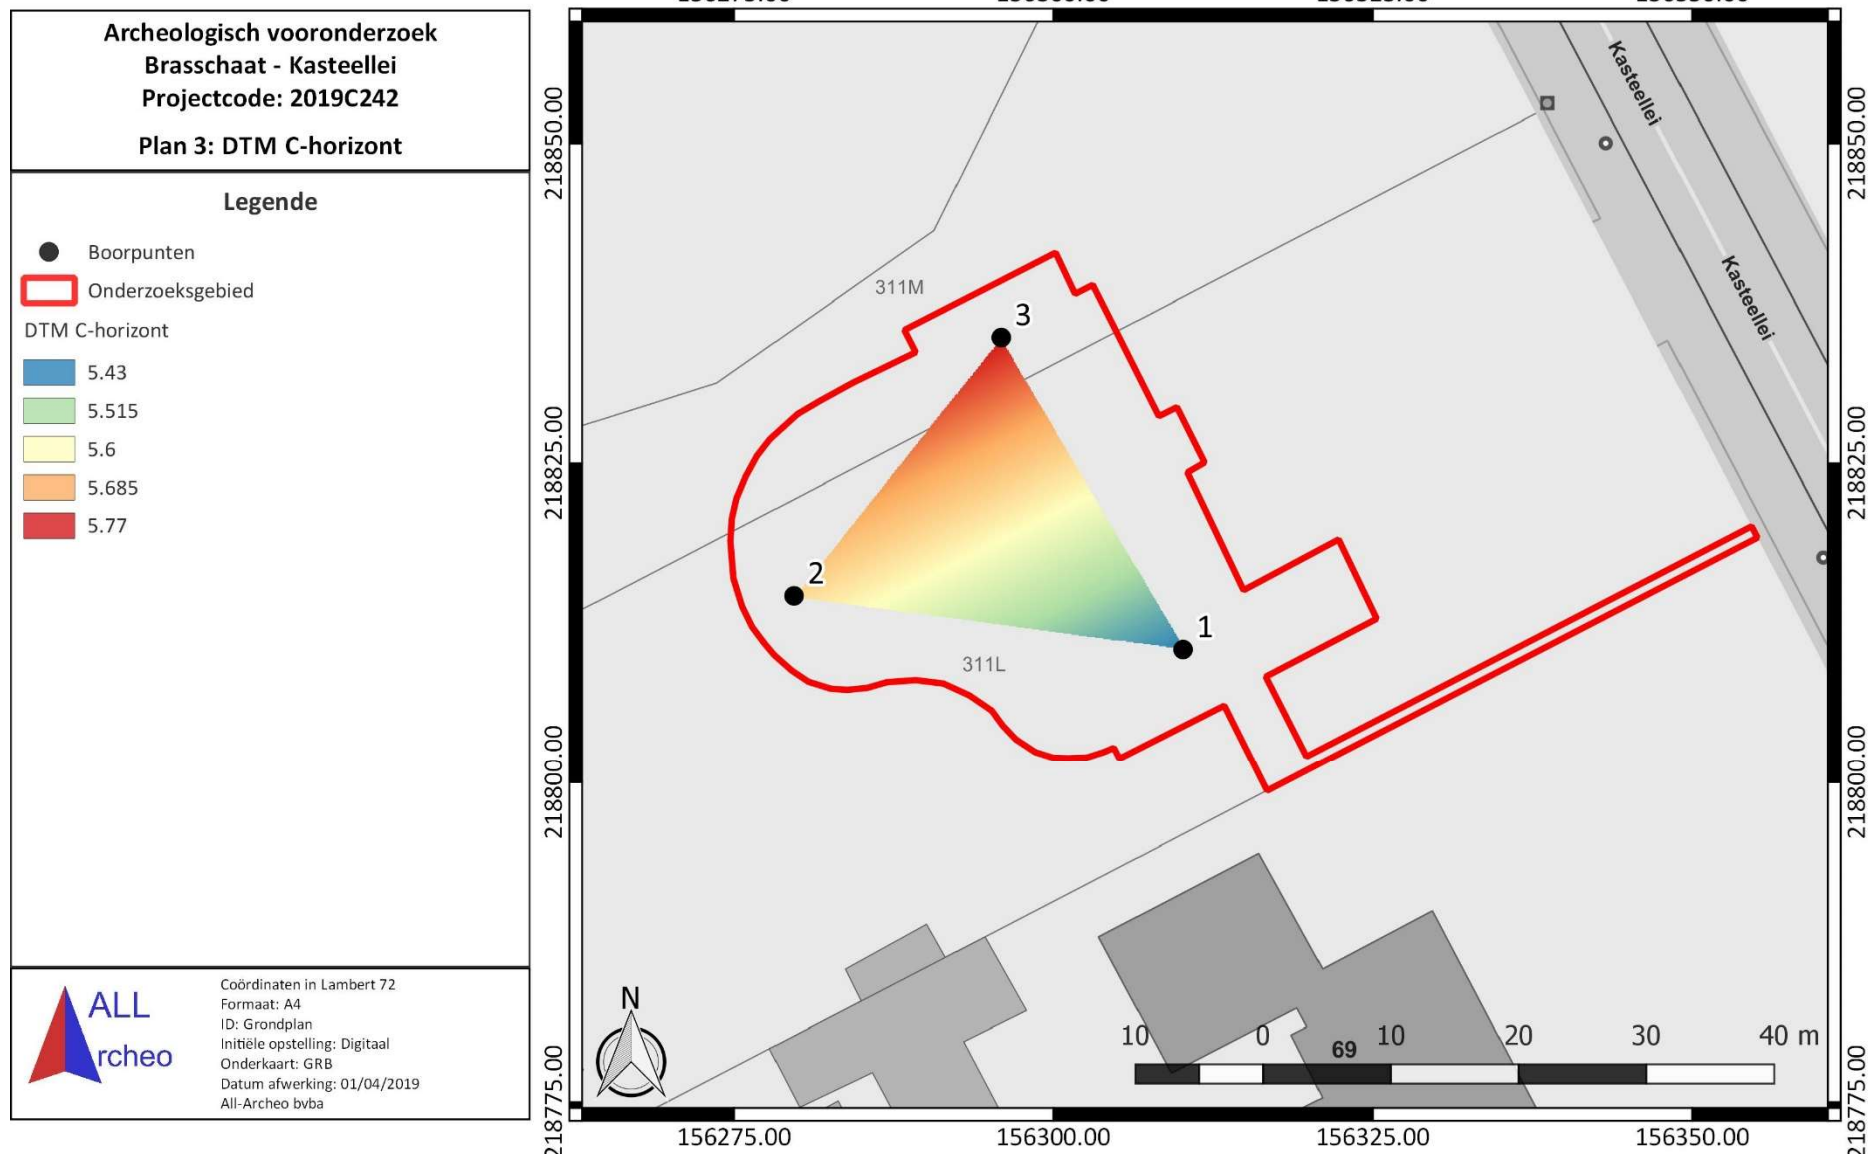 Archeologisch vooronderzoek
Brasschaat - Kasteellei
Projectcode: 2019C242
Plan 3: DTM C-horizont
Legende
Boorpunten
Onderzoeksgebied
DTM C-horizont
5.43
5.515
5.6
5.685
5.77
ALL
rcheo
Coördinaten in Lambert 72
Formaat: A4
ID: Grondplan
Initiële opstelling: Digitaal
Onderkaart: GRB
Datum afwerking: 01/04/2019
All-Archeo bvba
218850.00
218825.00
218800.00
218775.00
Kasteellei
Kasteellei
311M
3
2
1
311L
N
10 0 10 20 30 40 m
69
218850.00
218825.00
218800.00
218775.00
156275.00 156300.00 156325.00 156350.00